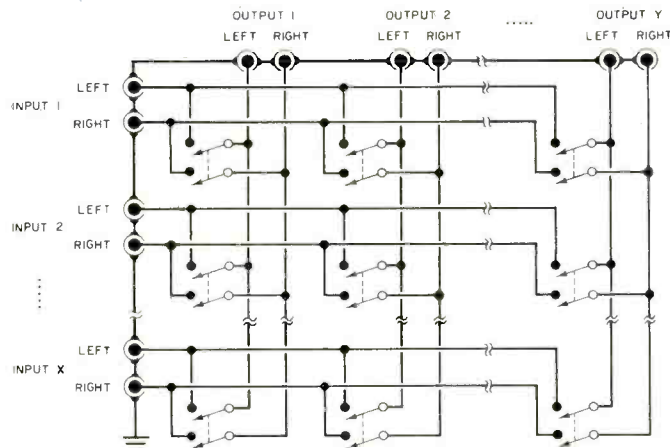 OUTPUT 1 OUTPUT 2 ..... OUTPUT Y
LEFT RIGHT LEFT RIGHT LEFT RIGHT
LEFT
INPUT 1
RIGHT
LEFT
INPUT 2
RIGHT
......
LEFT
INPUT X
RIGHT